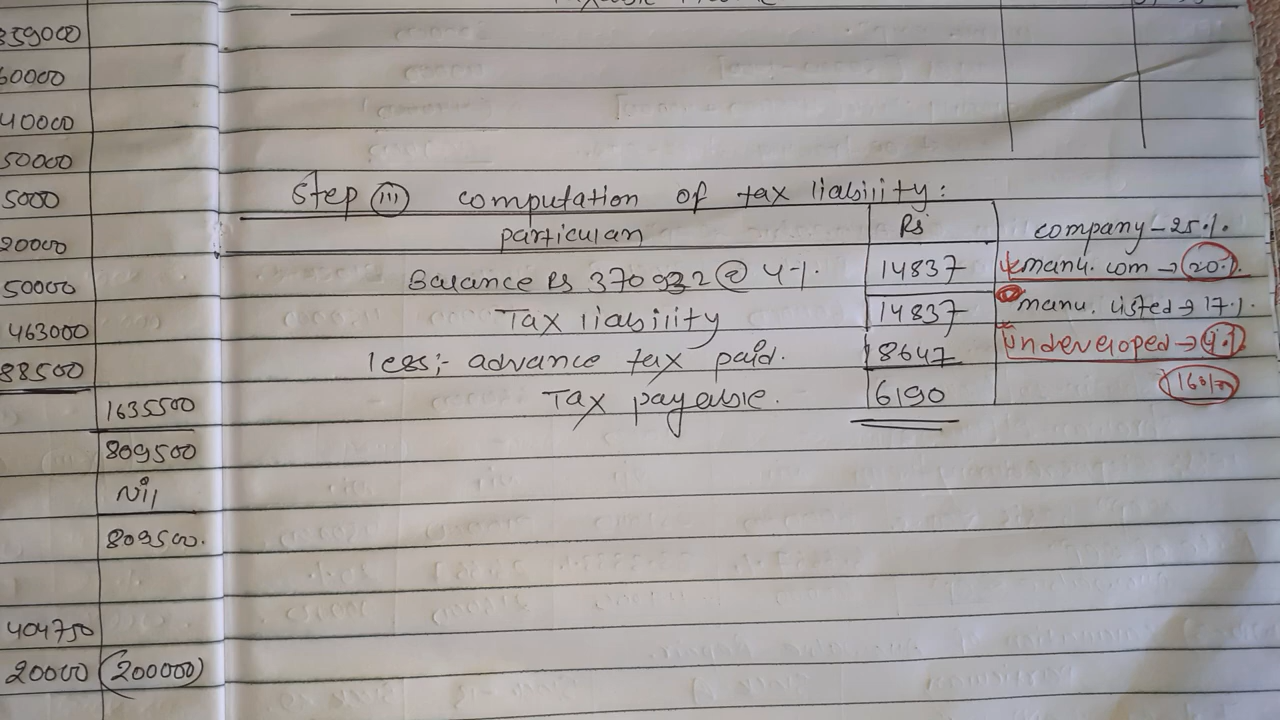 359000
60000
40000
50000
5000
20000
50000
463000
88500
1635500
809500
Nil
809500.
404750
20000 (200000)
Step (iii) computation of tax liability:
particular Rs
Balance Rs 370932 @ 4%. 14837
Tax liability 14837
less:- advance tax paid. 8647
Tax payable. 6190
company - 25%.
manu. com → 20%.
manu. listed → 17%.
undeveloped → 4%